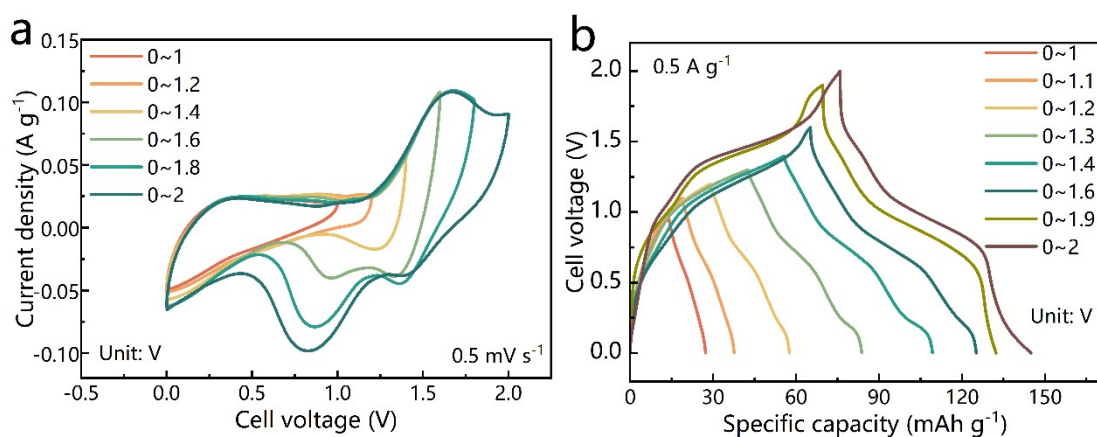 a
0.15
0.10
0.05
0.00
-0.05
-0.10
Current density (A g⁻¹)
0~1
0~1.2
0~1.4
0~1.6
0~1.8
0~2
Unit: V
0.5 mV s⁻¹
-0.5 0.0 0.5 1.0 1.5 2.0
Cell voltage (V)
b
2.0
1.5
1.0
0.5
0.0
Cell voltage (V)
0.5 A g⁻¹
0~1
0~1.1
0~1.2
0~1.3
0~1.4
0~1.6
0~1.9
0~2
Unit: V
0 30 60 90 120 150
Specific capacity (mAh g⁻¹)